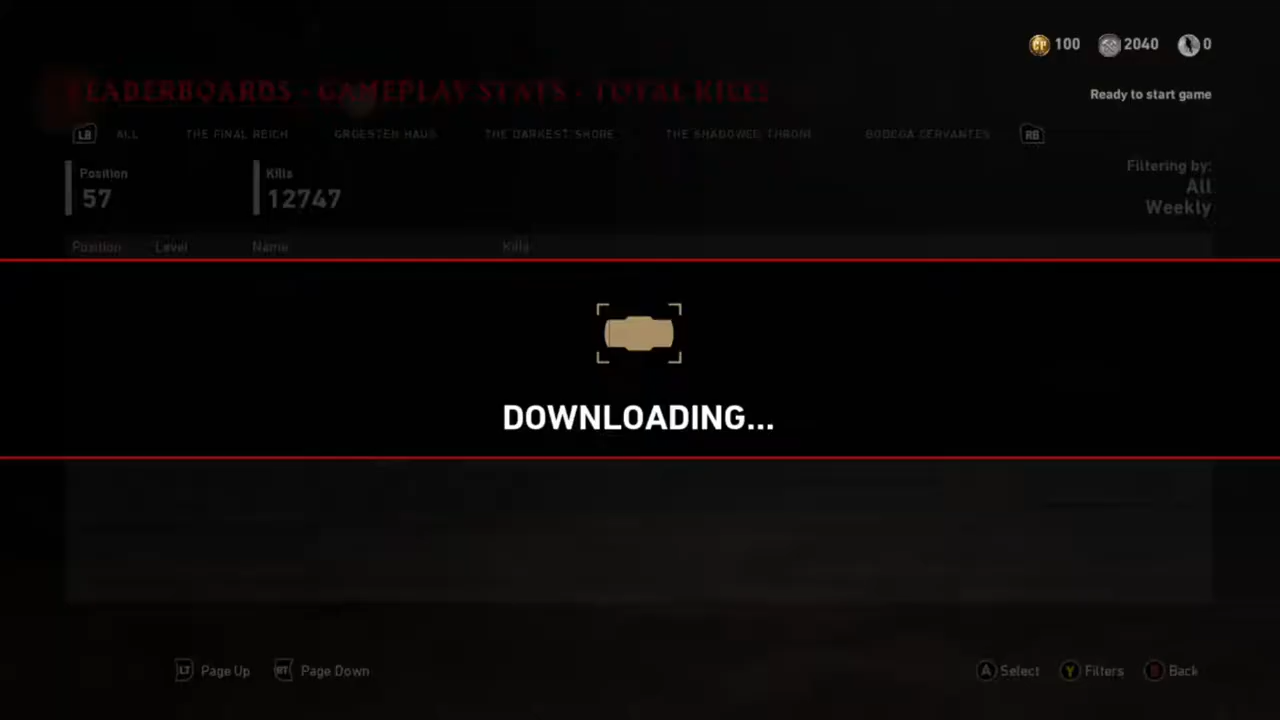 CP 100 2040 0
LEADERBOARDS - GAMEPLAY STATS - TOTAL KILLS
Ready to start game
LB ALL THE FINAL REICH GROESTEN HAUS THE DARKEST SHORE THE SHADOWED THRONE BODEGA CERVANTES RB
Position
57
Kills
12747
Filtering by:
All
Weekly
Position Level Name Kills
DOWNLOADING...
LT Page Up RT Page Down A Select Y Filters B Back